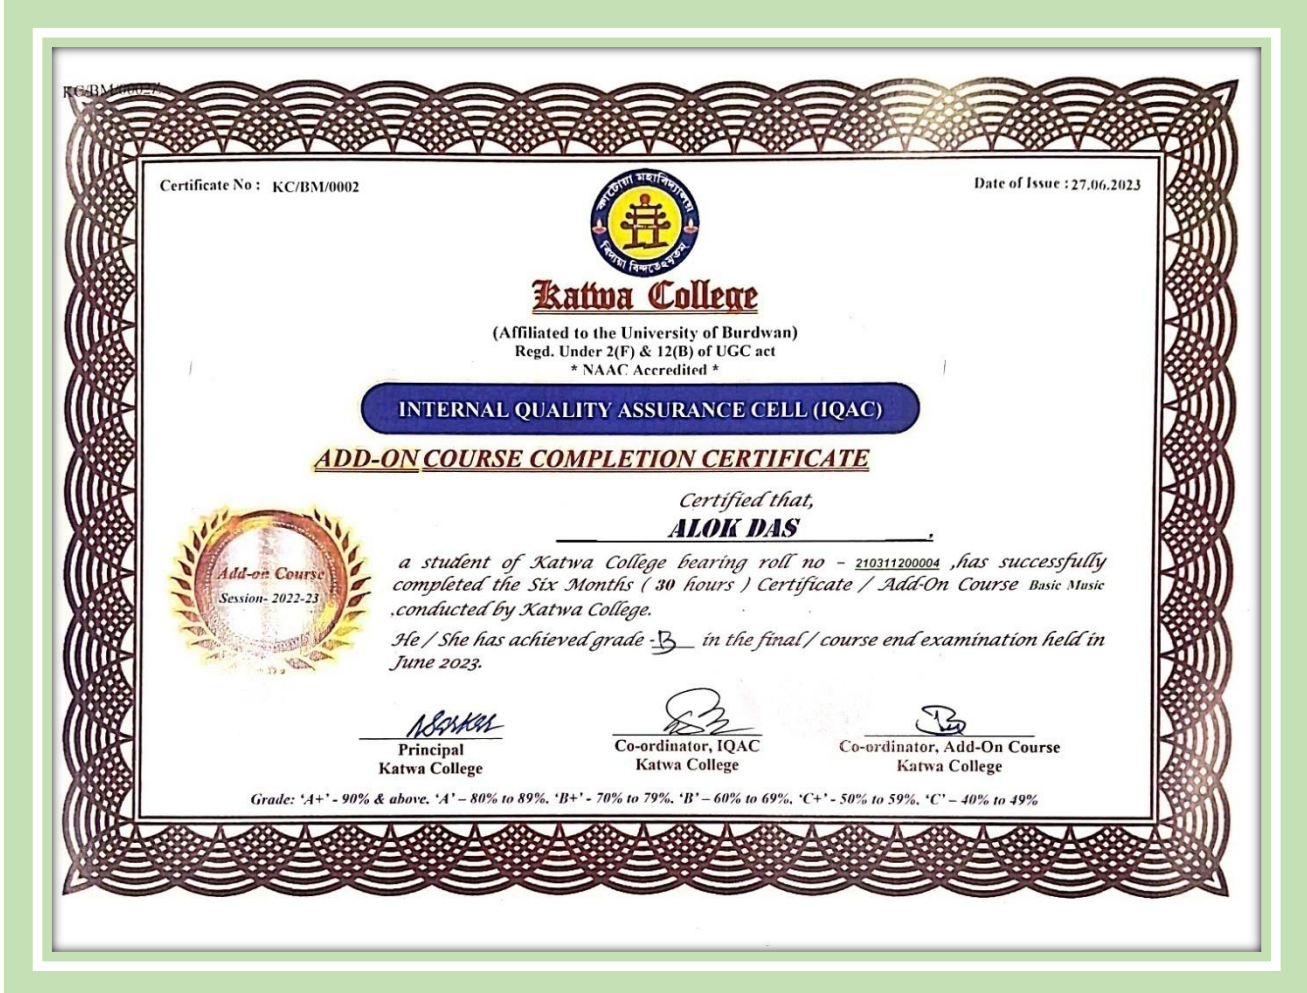 Certificate No : KC/BM/0002
Date of Issue : 27.06.2023
কাটোয়া মহাবিদ্যালয়
বিদ্যয়া বিন্দতেঽমৃতম্
Katwa College
(Affiliated to the University of Burdwan)
Regd. Under 2(F) & 12(B) of UGC act
* NAAC Accredited *
INTERNAL QUALITY ASSURANCE CELL (IQAC)
ADD-ON COURSE COMPLETION CERTIFICATE
Certified that,
ALOK DAS ,
a student of Katwa College bearing roll no – 210311200004 ,has successfully
completed the Six Months ( 30 hours ) Certificate / Add-On Course Basic Music
,conducted by Katwa College.
He / She has achieved grade - B in the final / course end examination held in
June 2023.
Add-on Course
Session- 2022-23
Principal
Katwa College
Co-ordinator, IQAC
Katwa College
Co-ordinator, Add-On Course
Katwa College
Grade: ‘A+’ - 90% & above, ‘A’ – 80% to 89%, ‘B+’ - 70% to 79%, ‘B’ – 60% to 69%, ‘C+’ - 50% to 59%, ‘C’ – 40% to 49%